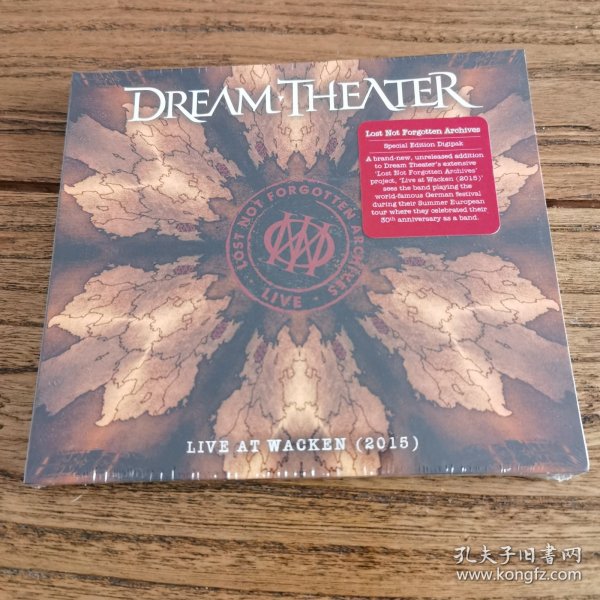 DREAM THEATER
Lost Not Forgotten Archives
Special Edition Digipak
A brand-new, unreleased addition
to Dream Theater's extensive
'Lost Not Forgotten Archives'
project, 'Live at Wacken (2015)'
sees the band playing the
world-famous German festival
during their Summer European
tour where they celebrated their
30th anniversary as a band.
LOST NOT FORGOTTEN ARCHIVES
· LIVE ·
LIVE AT WACKEN (2015)
孔夫子旧书网
www.kongfz.com